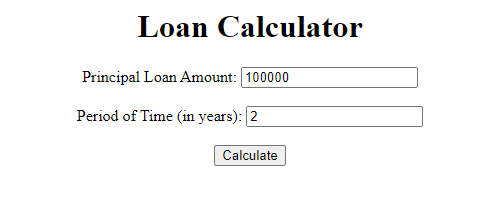 Loan Calculator
Principal Loan Amount: 100000
Period of Time (in years): 2
Calculate